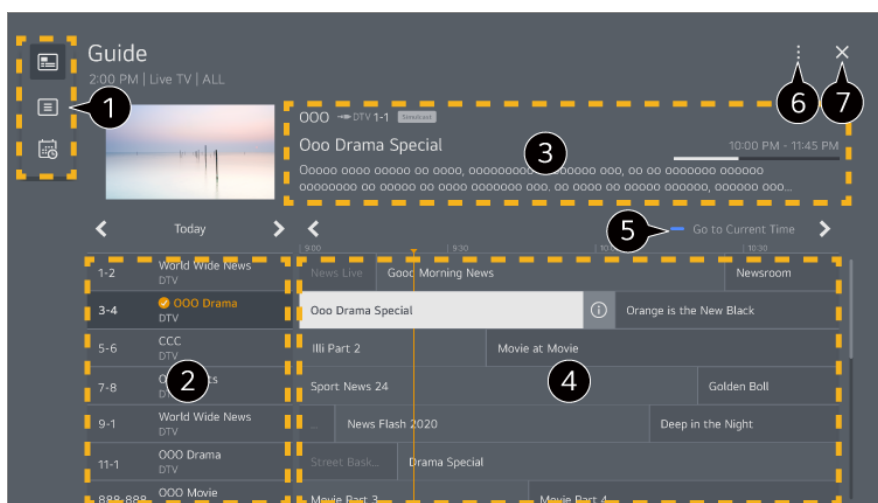 Guide
2:00 PM | Live TV | ALL
1
6
7
OOO DTV 1-1 Simulcast
Ooo Drama Special
3
10:00 PM - 11:45 PM
Today
5
Go to Current Time
9:00
9:30
10:30
1-2
World Wide News
DTV
News Live
Good Morning News
Newsroom
3-4
OOO Drama
DTV
Ooo Drama Special
Orange is the New Black
5-6
CCC
DTV
Illi Part 2
Movie at Movie
7-8
2
Sport News 24
4
Golden Boll
9-1
World Wide News
DTV
...
News Flash 2020
Deep in the Night
11-1
OOO Drama
DTV
Street Bask...
Drama Special
888-888
OOO Movie
Movie Part 3
Movie Part 4